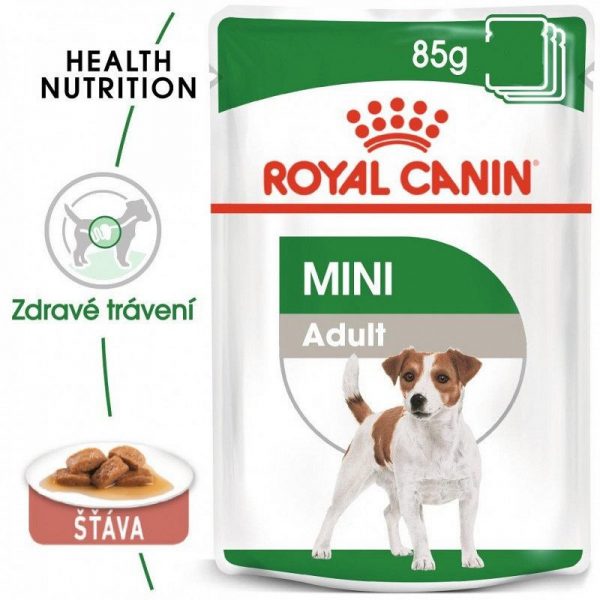 HEALTH
NUTRITION
Zdravé trávení
ŠŤÁVA
85g
ROYAL CANIN®
MINI
Adult